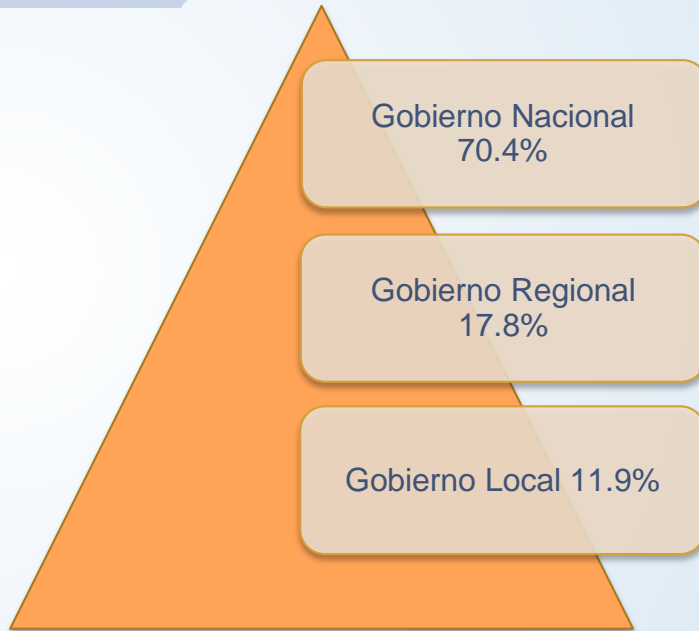 Gobierno Nacional
70.4%
Gobierno Regional
17.8%
Gobierno Local 11.9%